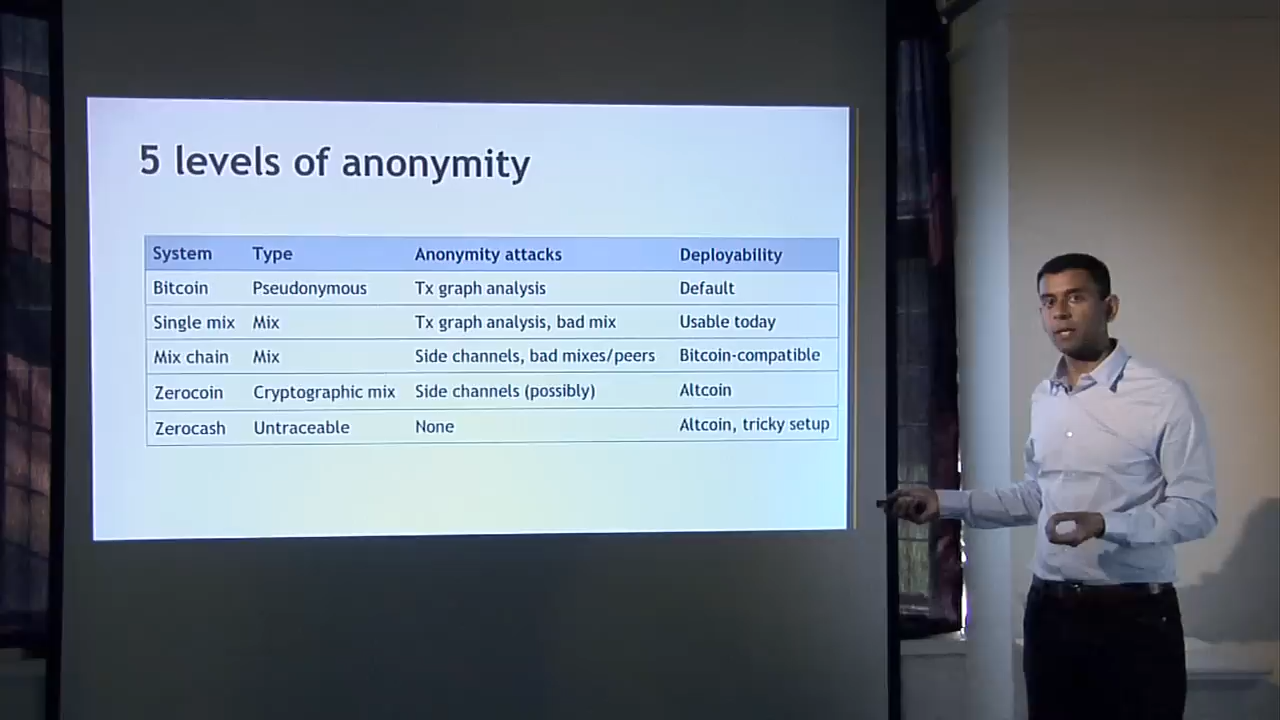 5 levels of anonymity
System Type Anonymity attacks Deployability
Bitcoin Pseudonymous Tx graph analysis Default
Single mix Mix Tx graph analysis, bad mix Usable today
Mix chain Mix Side channels, bad mixes/peers Bitcoin-compatible
Zerocoin Cryptographic mix Side channels (possibly) Altcoin
Zerocash Untraceable None Altcoin, tricky setup